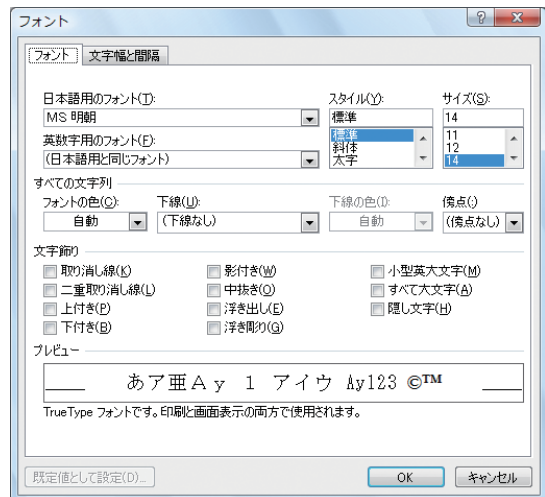 フォント
フォント 文字幅と間隔
日本語用のフォント(T): スタイル(Y): サイズ(S):
MS 明朝 標準 14
英数字用のフォント(F): 標準 11
(日本語用と同じフォント) 斜体 12
太字 14
すべての文字列
フォントの色(C): 下線(U): 下線の色(I): 傍点(:)
自動 (下線なし) 自動 (傍点なし)
文字飾り
取り消し線(K) 影付き(W) 小型英大文字(M)
二重取り消し線(L) 中抜き(O) すべて大文字(A)
上付き(P) 浮き出し(E) 隠し文字(H)
下付き(B) 浮き彫り(G)
プレビュー
あア亜Ay 1 アイウ Ay123 ©™
TrueType フォントです。印刷と画面表示の両方で使用されます。
既定値として設定(D)... OK キャンセル